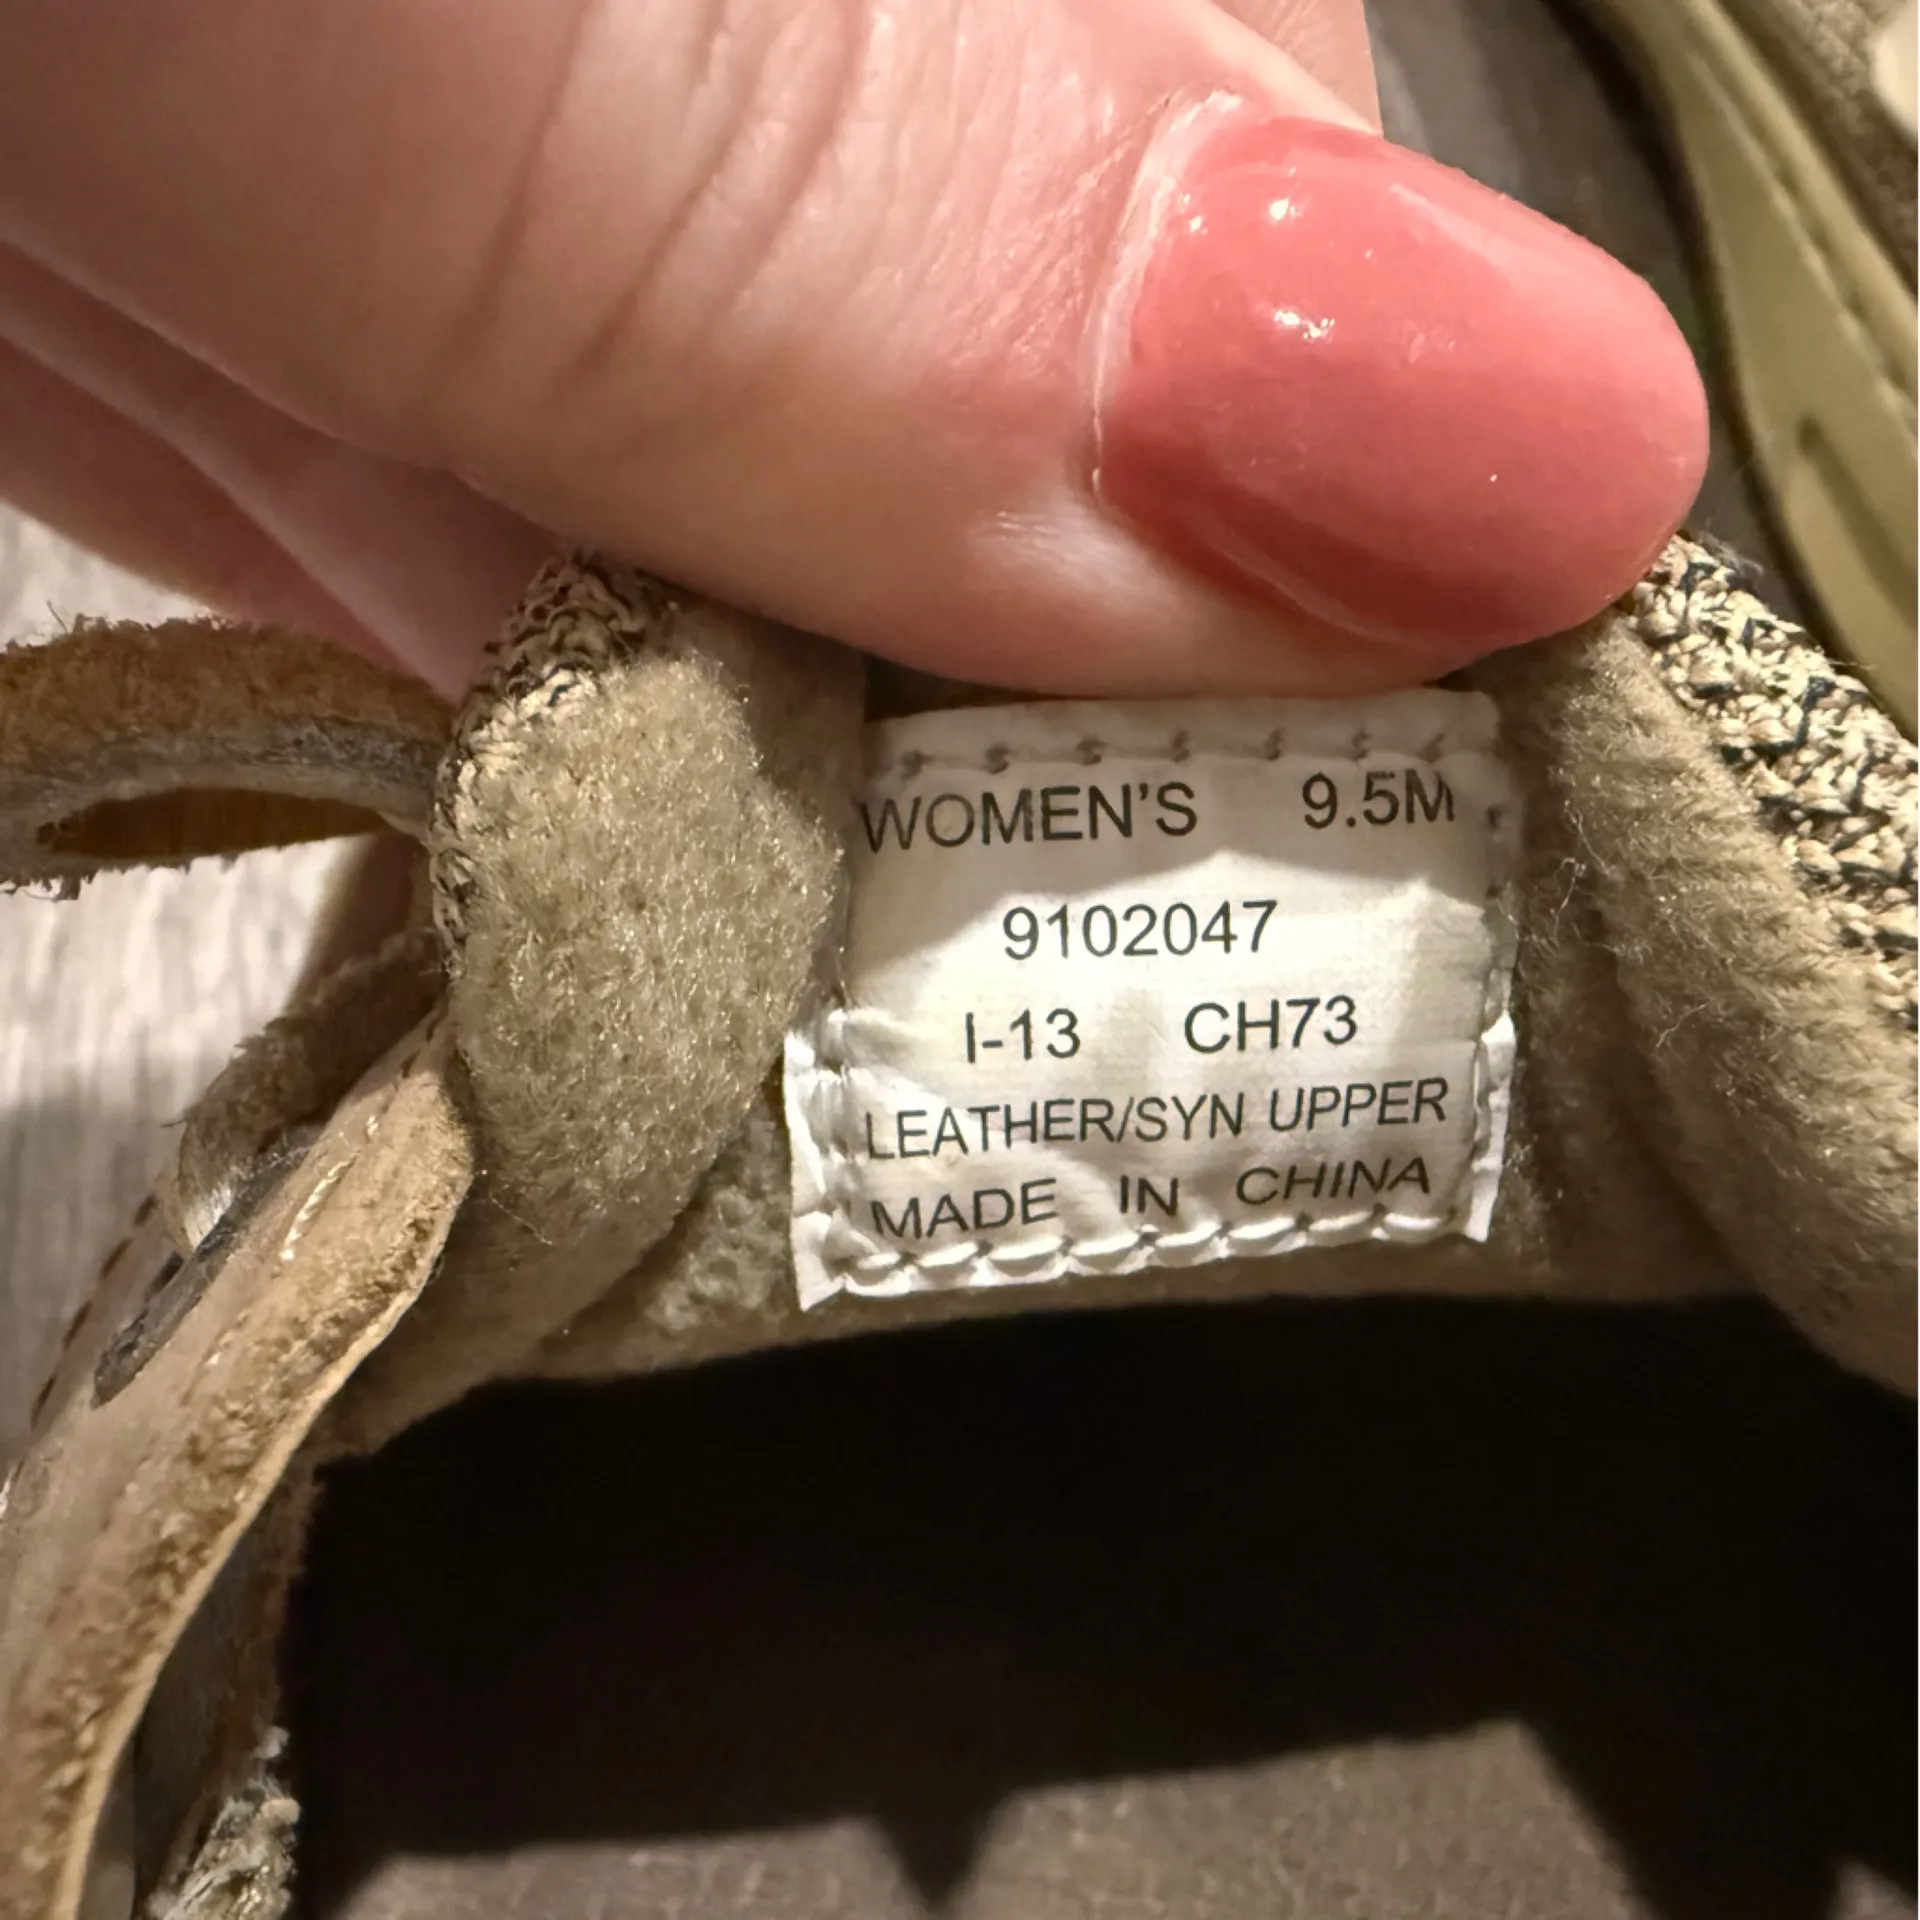 WOMEN'S 9.5M
9102047
I-13 CH73
LEATHER/SYN UPPER
MADE IN CHINA